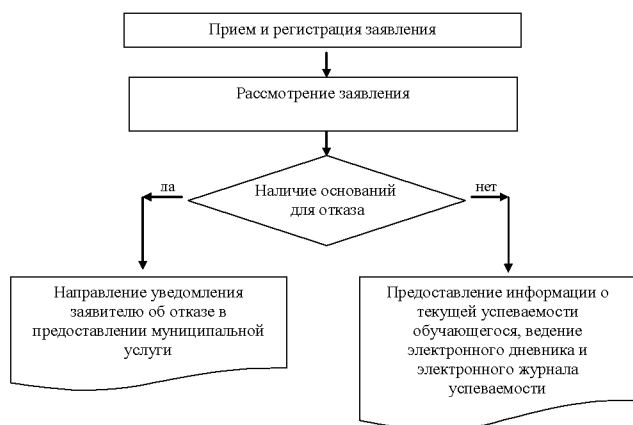 Прием и регистрация заявления
Рассмотрение заявления
Наличие оснований
для отказа
да
нет
Направление уведомления
заявителю об отказе в
предоставлении муниципальной
услуги
Предоставление информации о
текущей успеваемости
обучающегося, ведение
электронного дневника и
электронного журнала
успеваемости